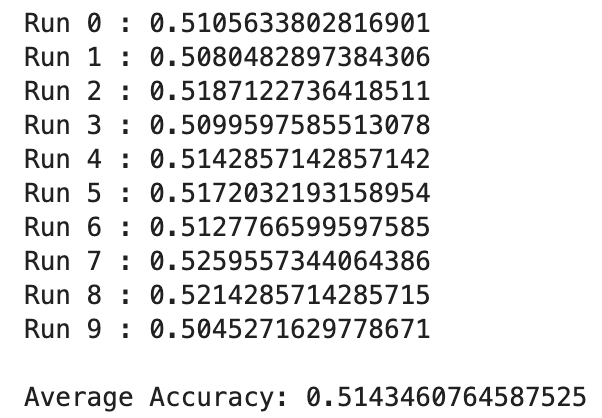 Run 0 : 0.5105633802816901
Run 1 : 0.5080482897384306
Run 2 : 0.5187122736418511
Run 3 : 0.5099597585513078
Run 4 : 0.5142857142857142
Run 5 : 0.5172032193158954
Run 6 : 0.5127766599597585
Run 7 : 0.5259557344064386
Run 8 : 0.5214285714285715
Run 9 : 0.5045271629778671
Average Accuracy: 0.5143460764587525